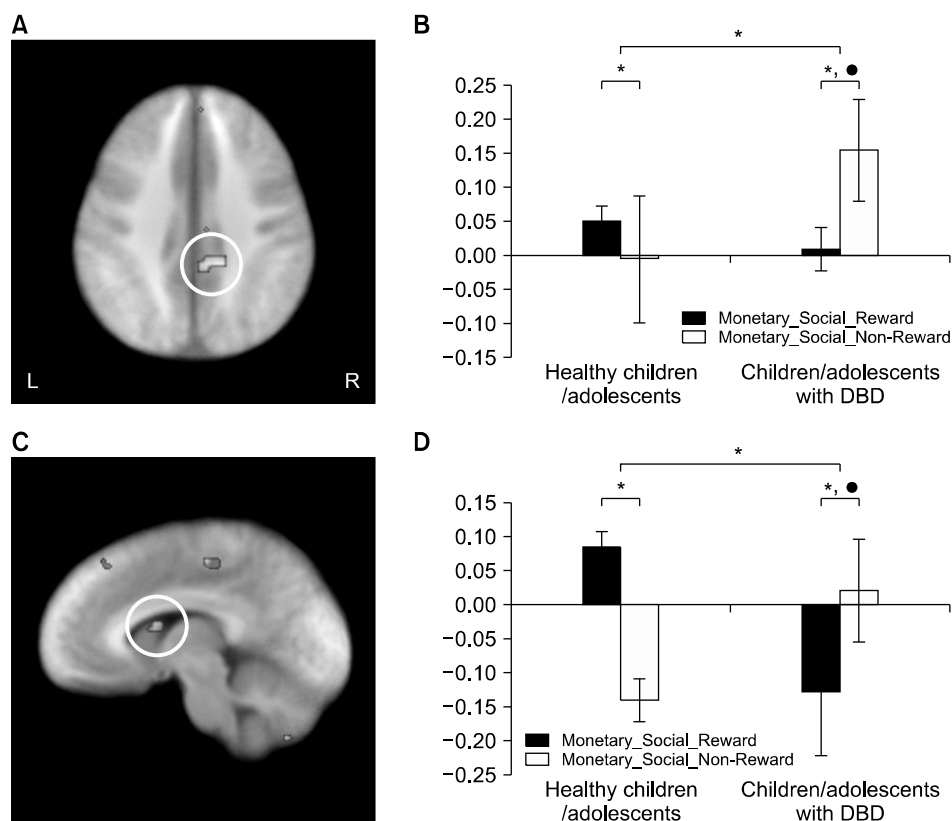 A
L
R
B
*
*
*, ●
0.25
0.20
0.15
0.10
0.05
0.00
−0.05
−0.10
−0.15
Monetary_Social_Reward
Monetary_Social_Non-Reward
Healthy children
/adolescents
Children/adolescents
with DBD
C
D
*
*
*, ●
0.10
0.05
0.00
−0.05
−0.10
−0.15
−0.20
−0.25
Monetary_Social_Reward
Monetary_Social_Non-Reward
Healthy children
/adolescents
Children/adolescents
with DBD